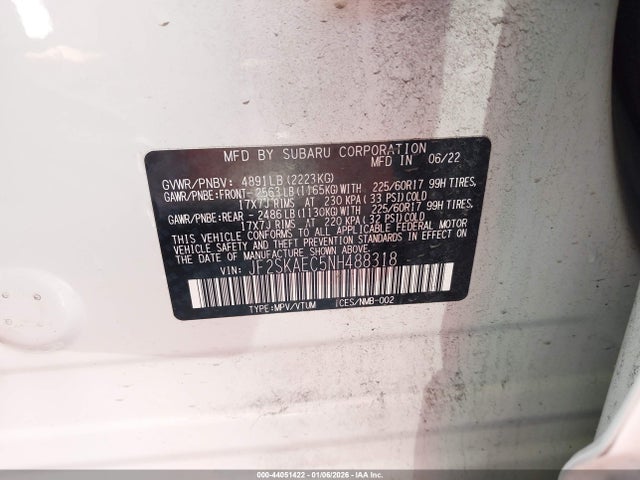 MFD BY SUBARU CORPORATION
MFD IN 06/22
GVWR/PNBV: 4891LB(2223KG)
GAWR/PNBE:FRONT-2563LB(1165KG)WITH 225/60R17 99H TIRES,
17X7J RIMS AT 230 KPA (33 PSI)COLD
GAWR/PNBE:REAR -2486LB(1130KG)WITH 225/60R17 99H TIRES,
17X7J RIMS AT 220 KPA (32 PSI)COLD
THIS VEHICLE CONFORMS TO ALL APPLICABLE FEDERAL MOTOR
VEHICLE SAFETY AND THEFT PREVENTION STANDARDS IN EFFECT
ON THE DATE OF MANUFACTURE SHOWN ABOVE.
VIN: JF2SKAEC5NH488318
TYPE:MPV/VTUM ICES/NMB-002
000-44051422 01/06/2026 IAA Inc.